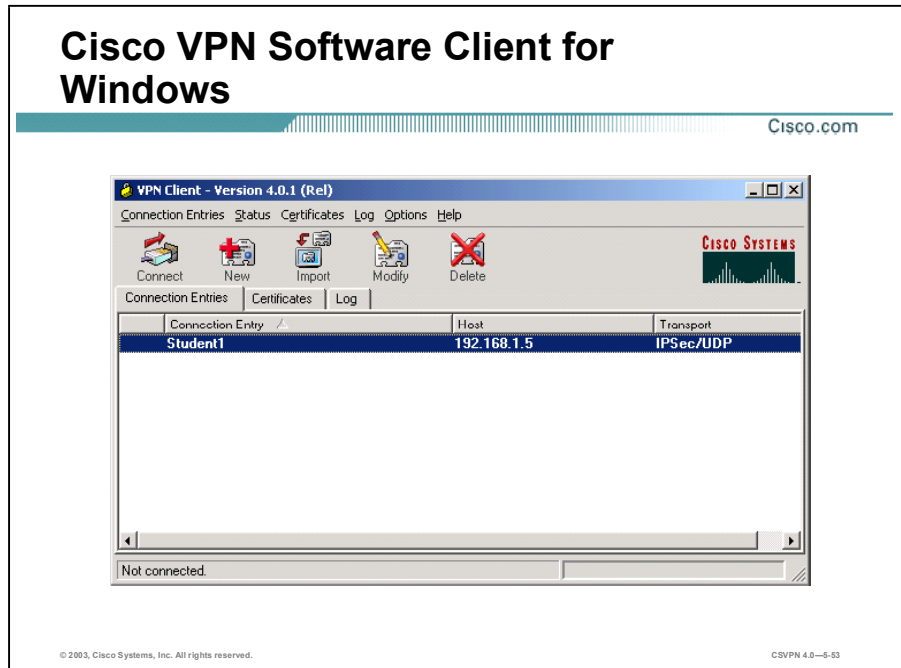 Cisco VPN Software Client for
Windows
Cisco.com
VPN Client - Version 4.0.1 (Rel)
Connection Entries Status Certificates Log Options Help
Connect New Import Modify Delete
CISCO SYSTEMS
Connection Entries Certificates Log
Connection Entry Host Transport
Student1 192.168.1.5 IPSec/UDP
Not connected.
© 2003, Cisco Systems, Inc. All rights reserved. CSVPN 4.0—5-53